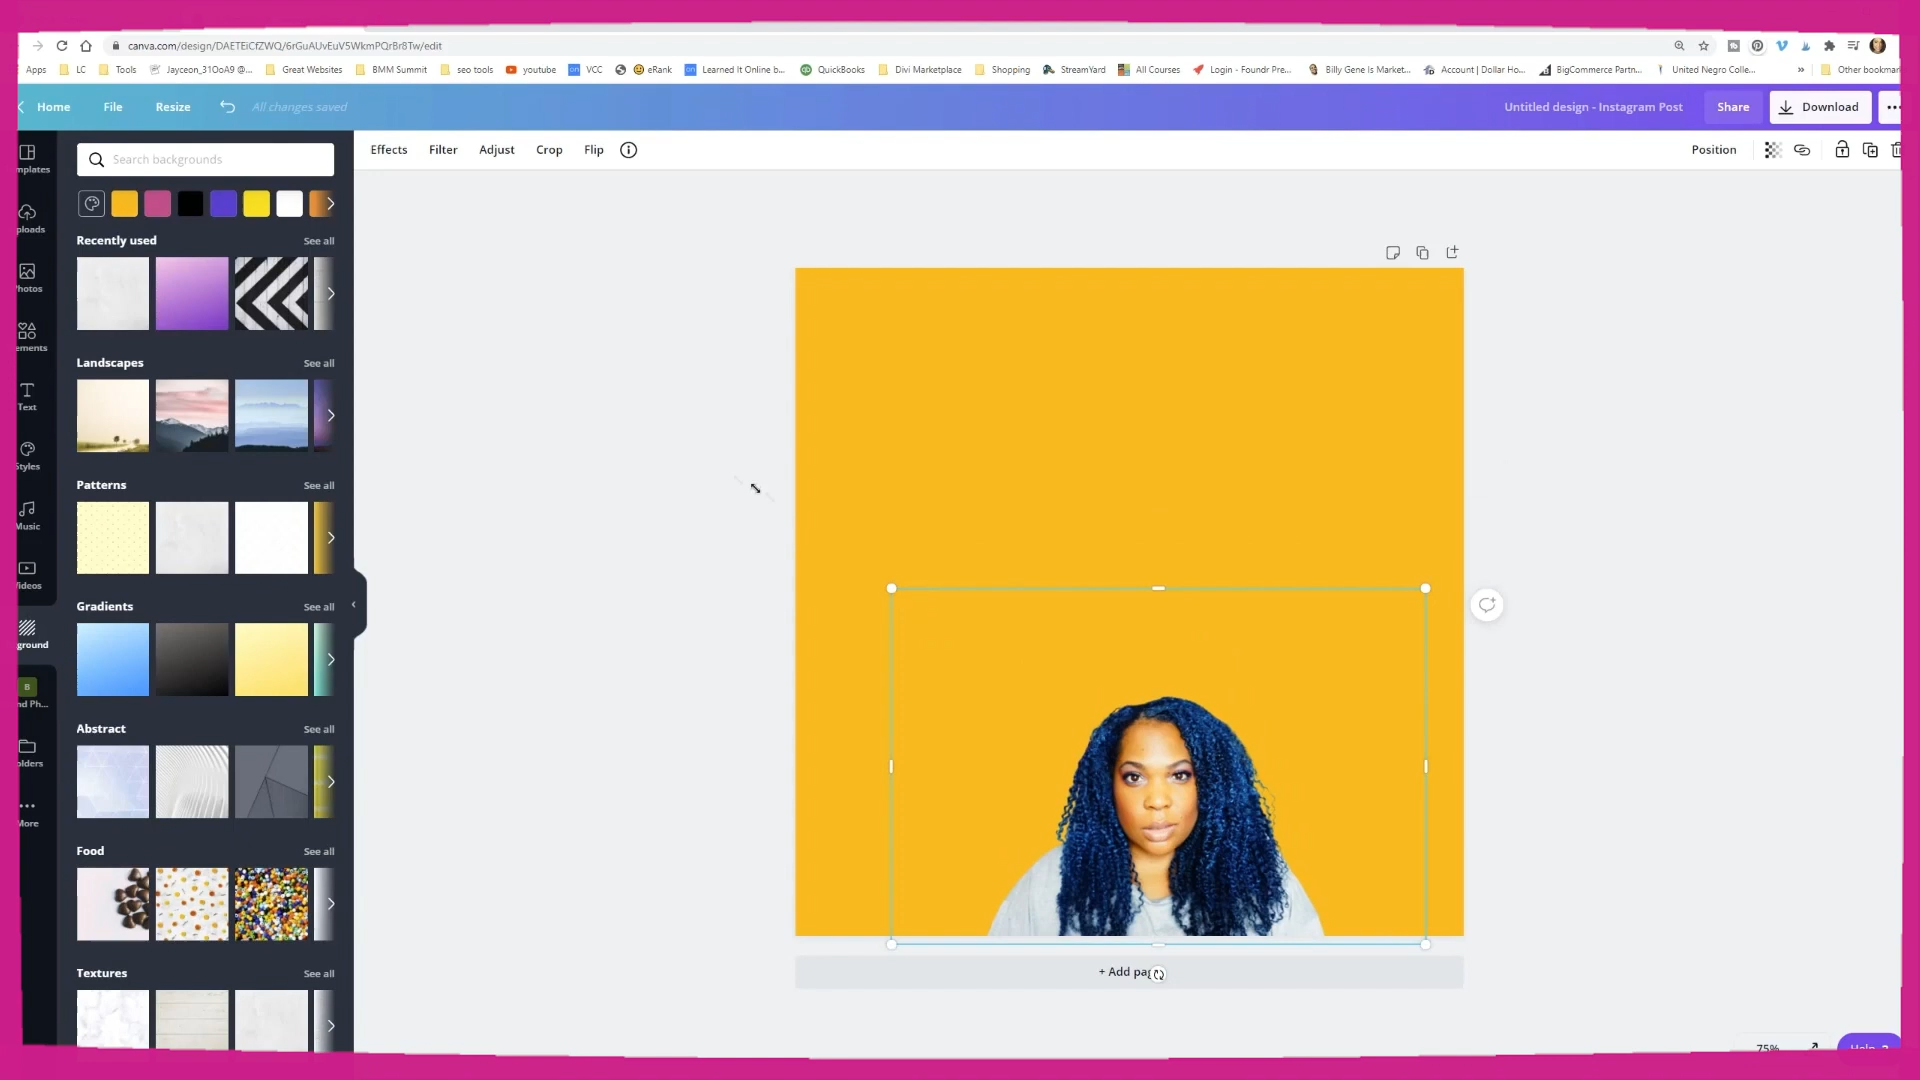 canva.com/design/DAETEiCfZWQ/6rGuAUvEuV5WkmPQrBr8Tw/edit
Apps LC Tools Jayceon_31OoA9 @... Great Websites BMM Summit seo tools youtube VCC eRank Learned It Online b... QuickBooks Divi Marketplace Shopping StreamYard All Courses Login - Foundr Pre... Billy Gene Is Market... Account | Dollar Ho... BigCommerce Partn... United Negro Colle... » Other bookmar
Home File Resize All changes saved Untitled design - Instagram Post Share Download
Effects Filter Adjust Crop Flip Position
mplates
ploads
Photos
ements
Text
Styles
Music
Videos
ground
B
nd Ph...
olders
More
Search backgrounds
Recently used See all
Landscapes See all
Patterns See all
Gradients See all
Abstract See all
Food See all
Textures See all
+ Add pag
75% Help ?